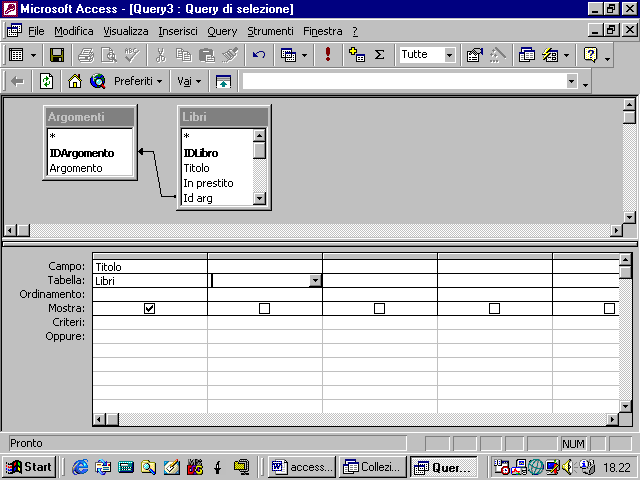 Microsoft Access - [Query3 : Query di selezione]
File Modifica Visualizza Inserisci Query Strumenti Finestra ?
Tutte
Preferiti Vai
Argomenti Libri
* *
IDArgomento IDLibro
Argomento Titolo
In prestito
Id arg
Campo: Titolo
Tabella: Libri
Ordinamento:
Mostra:
Criteri:
Oppure:
Pronto NUM
Start access... Collezi... Quer... 18.22